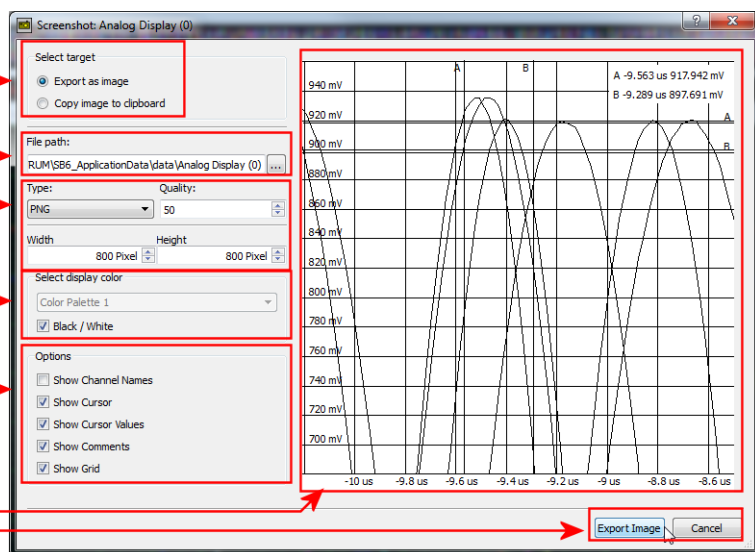 Screenshot: Analog Display (0)
Select target
Export as image
Copy image to clipboard
File path:
RUM\SB6_ApplicationData\data\Analog Display (0)
...
Type:
Quality:
PNG
50
Width
Height
800 Pixel
800 Pixel
Select display color
Color Palette 1
Black / White
Options
Show Channel Names
Show Cursor
Show Cursor Values
Show Comments
Show Grid
A
B
A -9.563 us 917.942 mV
B -9.289 us 897.691 mV
A
B
940 mV
920 mV
900 mV
880 mV
860 mV
840 mV
820 mV
800 mV
780 mV
760 mV
740 mV
720 mV
700 mV
-10 us
-9.8 us
-9.6 us
-9.4 us
-9.2 us
-9 us
-8.8 us
-8.6 us
Export Image
Cancel